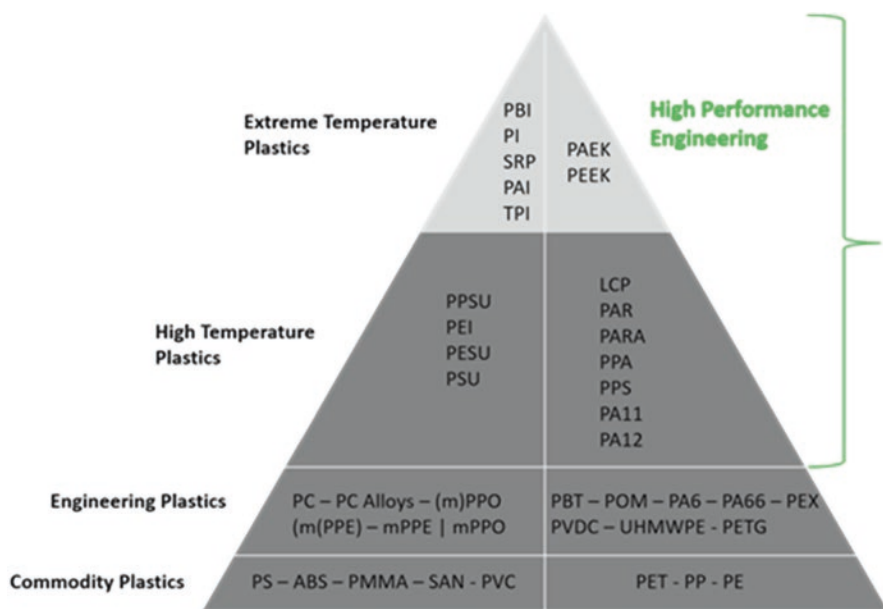 Extreme Temperature
Plastics
PBI
PI
SRP
PAI
TPI
PAEK
PEEK
High Performance
Engineering
High Temperature
Plastics
PPSU
PEI
PESU
PSU
LCP
PAR
PARA
PPA
PPS
PA11
PA12
Engineering Plastics
PC – PC Alloys – (m)PPO
(m(PPE) – mPPE | mPPO
PBT – POM – PA6 – PA66 – PEX
PVDC – UHMWPE - PETG
Commodity Plastics
PS – ABS – PMMA – SAN - PVC
PET - PP - PE